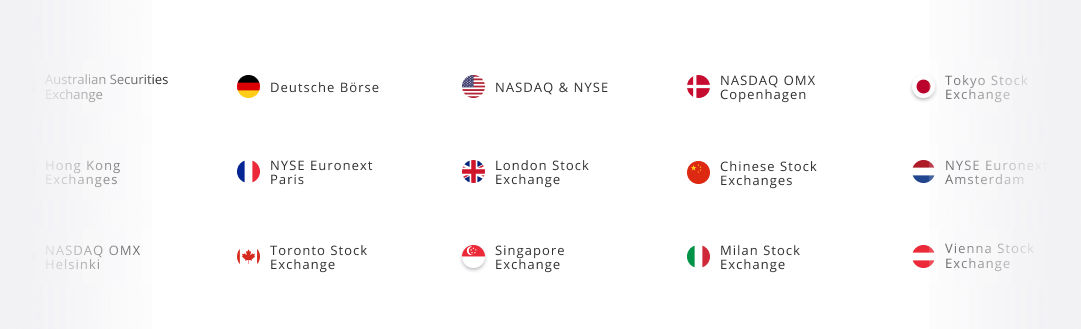 Australian Securities
Exchange
Deutsche Börse
NASDAQ & NYSE
NASDAQ OMX
Copenhagen
Tokyo Stock
Exchange
Hong Kong
Exchanges
NYSE Euronext
Paris
London Stock
Exchange
Chinese Stock
Exchanges
NYSE Euronext
Amsterdam
NASDAQ OMX
Helsinki
Toronto Stock
Exchange
Singapore
Exchange
Milan Stock
Exchange
Vienna Stock
Exchange